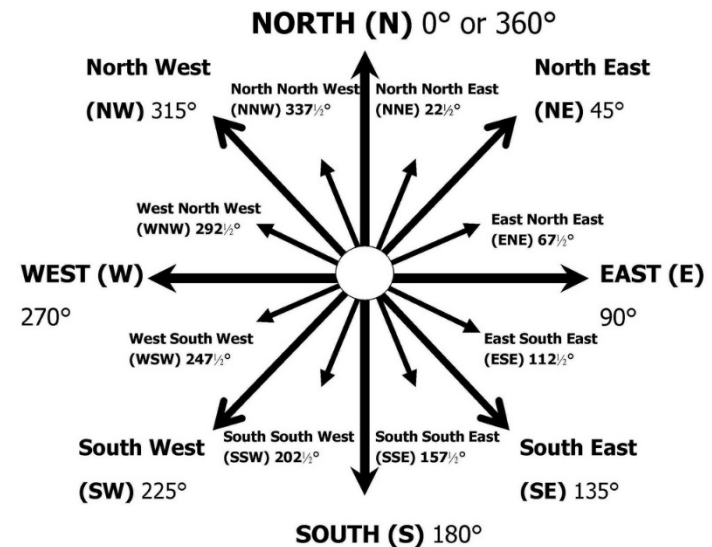 NORTH (N) 0° or 360°
North West
(NW) 315°
North North West
(NNW) 337½°
North North East
(NNE) 22½°
North East
(NE) 45°
West North West
(WNW) 292½°
East North East
(ENE) 67½°
WEST (W)
270°
EAST (E)
90°
West South West
(WSW) 247½°
East South East
(ESE) 112½°
South West
(SW) 225°
South South West
(SSW) 202½°
South South East
(SSE) 157½°
South East
(SE) 135°
SOUTH (S) 180°